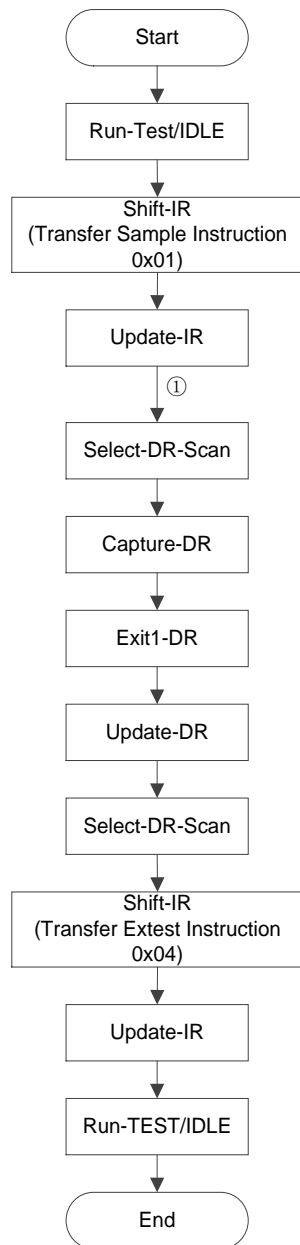 Start
Run-Test/IDLE
Shift-IR
(Transfer Sample Instruction
0x01)
Update-IR
①
Select-DR-Scan
Capture-DR
Exit1-DR
Update-DR
Select-DR-Scan
Shift-IR
(Transfer Extest Instruction
0x04)
Update-IR
Run-TEST/IDLE
End